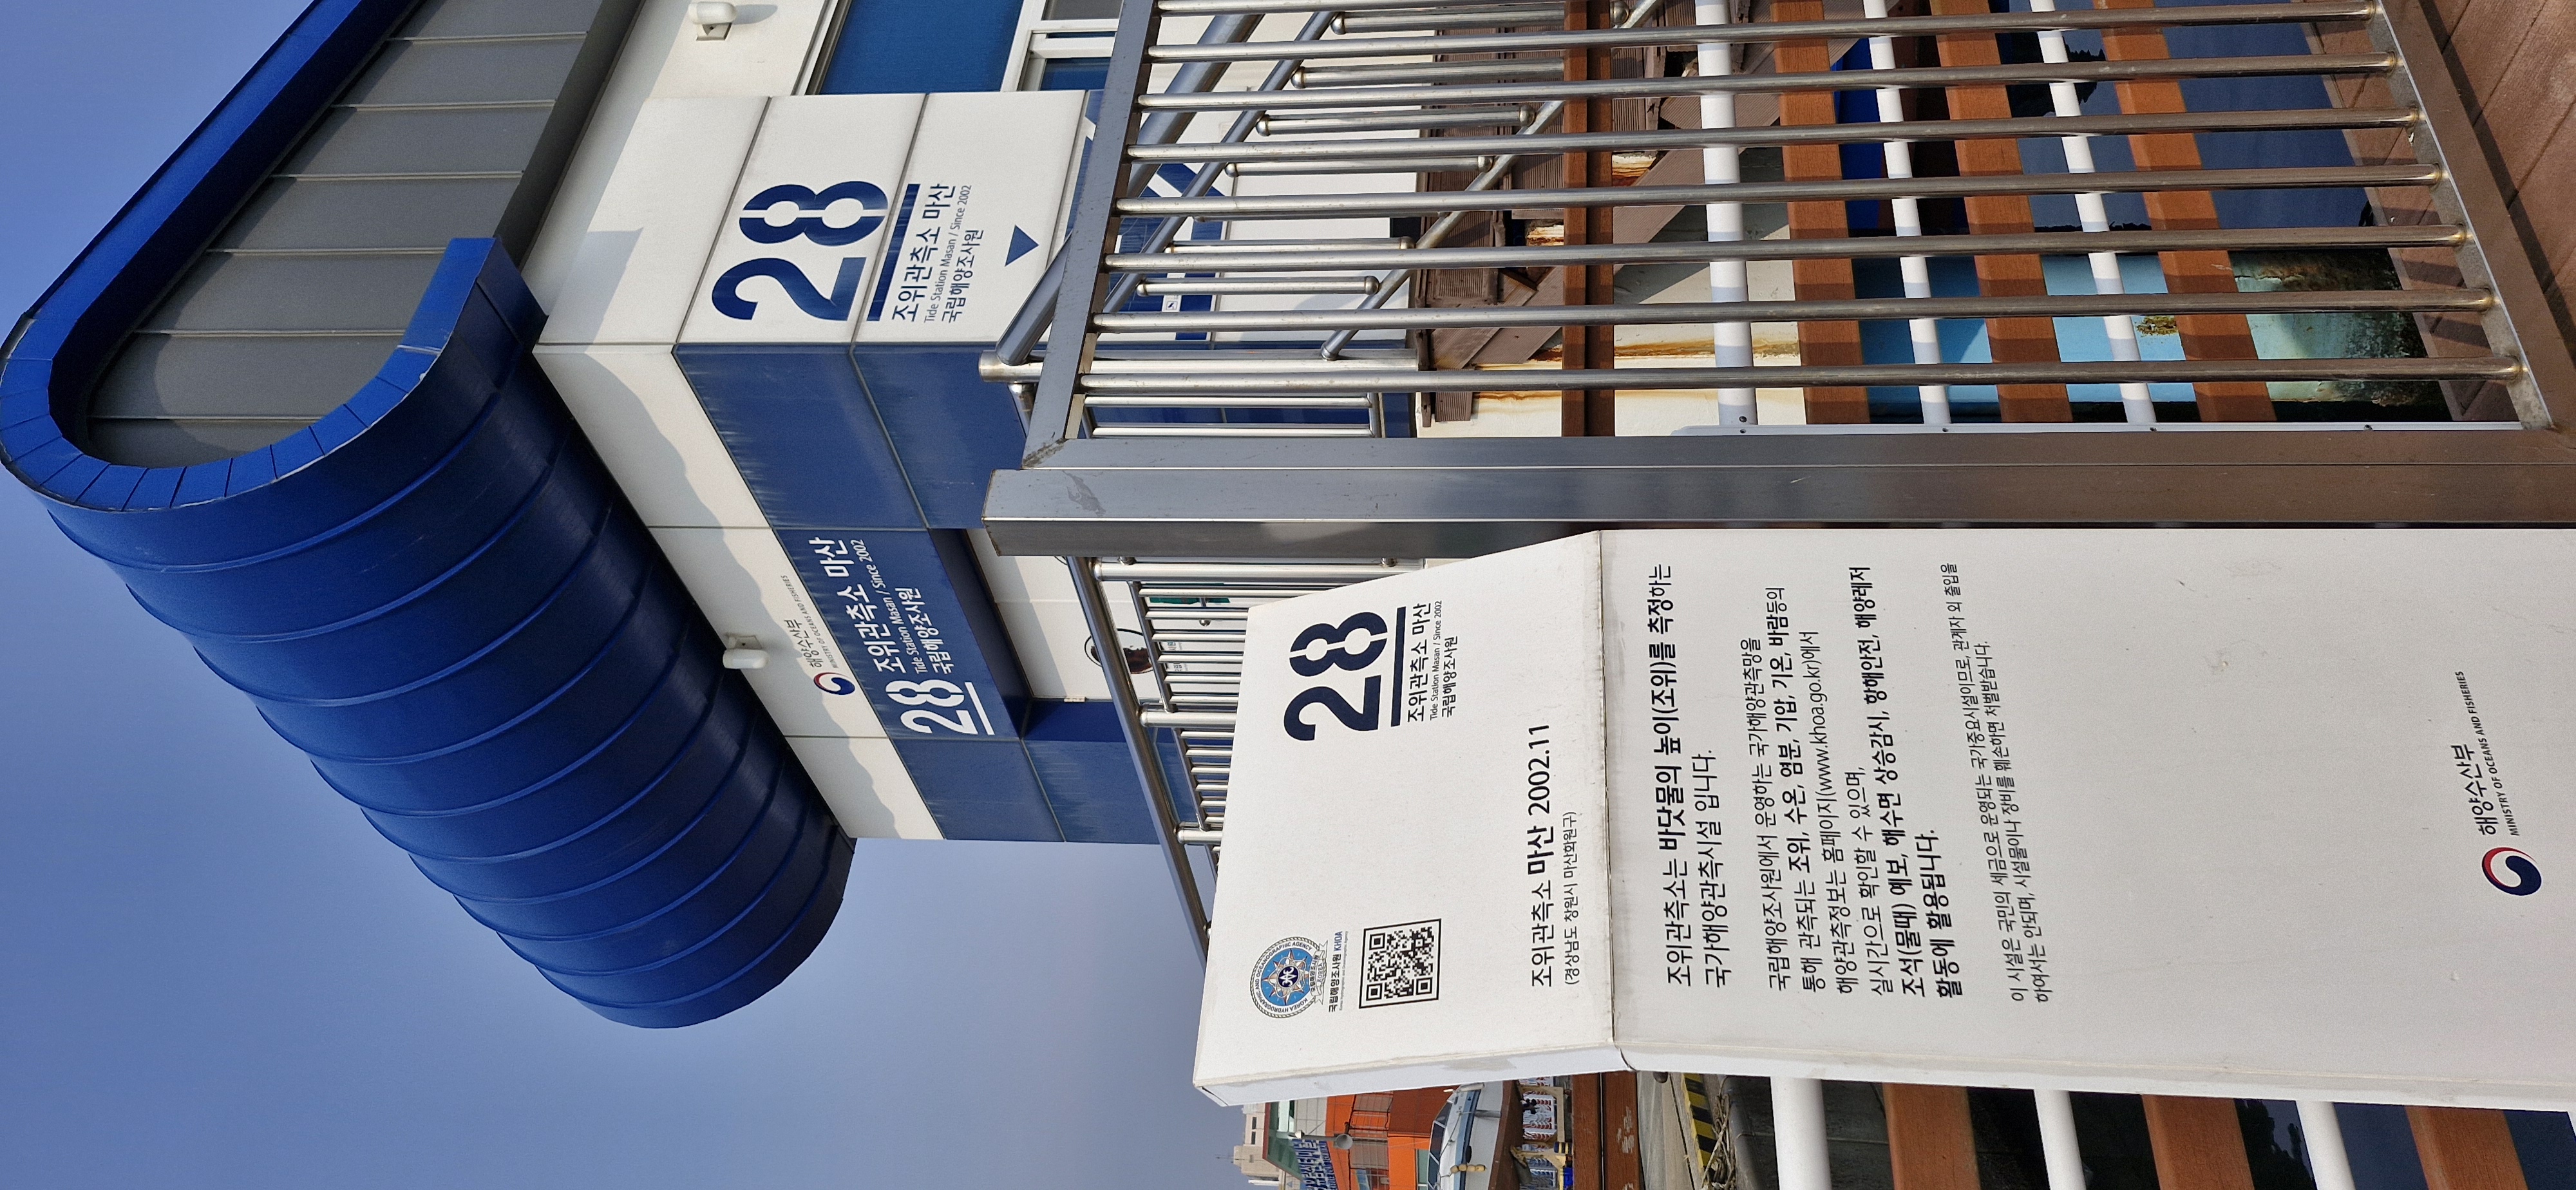 28
조위관측소 마산
Tide Station Masan / Since 2002
국립해양조사원
해양수산부
MINISTRY OF OCEANS AND FISHERIES
28
조위관측소 마산
Tide Station Masan / Since 2002
국립해양조사원
KOREA HYDROGRAPHIC AND OCEANOGRAPHIC AGENCY
국립해양조사원 KHOA
28
조위관측소 마산
Tide Station Masan / Since 2002
국립해양조사원
조위관측소 마산 2002.11
(경상남도 창원시 마산회원구)
조위관측소는 바닷물의 높이(조위)를 측정하는
국가해양관측시설 입니다.
국립해양조사원에서 운영하는 국가해양관측망을
통해 관측되는 조위, 수온, 염분, 기압, 기온, 바람등의
해양관측정보는 홈페이지(www.khoa.go.kr)에서
실시간으로 확인할 수 있으며,
조석(물때) 예보, 해수면 상승감시, 항해안전, 해양레저
활동에 활용됩니다.
이 시설은 국민의 세금으로 운영되는 국가중요시설이므로, 관계자 외 출입을
하여서는 안되며, 시설물이나 장비를 훼손하면 처벌받습니다.
해양수산부
MINISTRY OF OCEANS AND FISHERIES